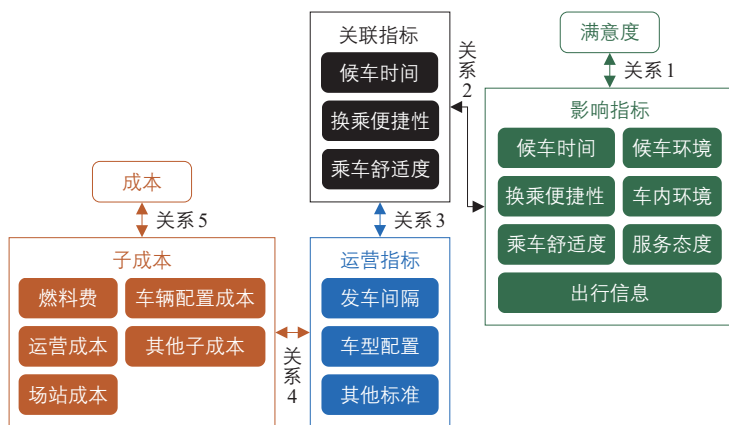 满意度
关系1
影响指标
候车时间 候车环境
换乘便捷性 车内环境
乘车舒适度 服务态度
出行信息
关系2
关联指标
候车时间
换乘便捷性
乘车舒适度
关系3
运营指标
发车间隔
车型配置
其他标准
关系4
成本
关系5
子成本
燃料费 车辆配置成本
运营成本 其他子成本
场站成本